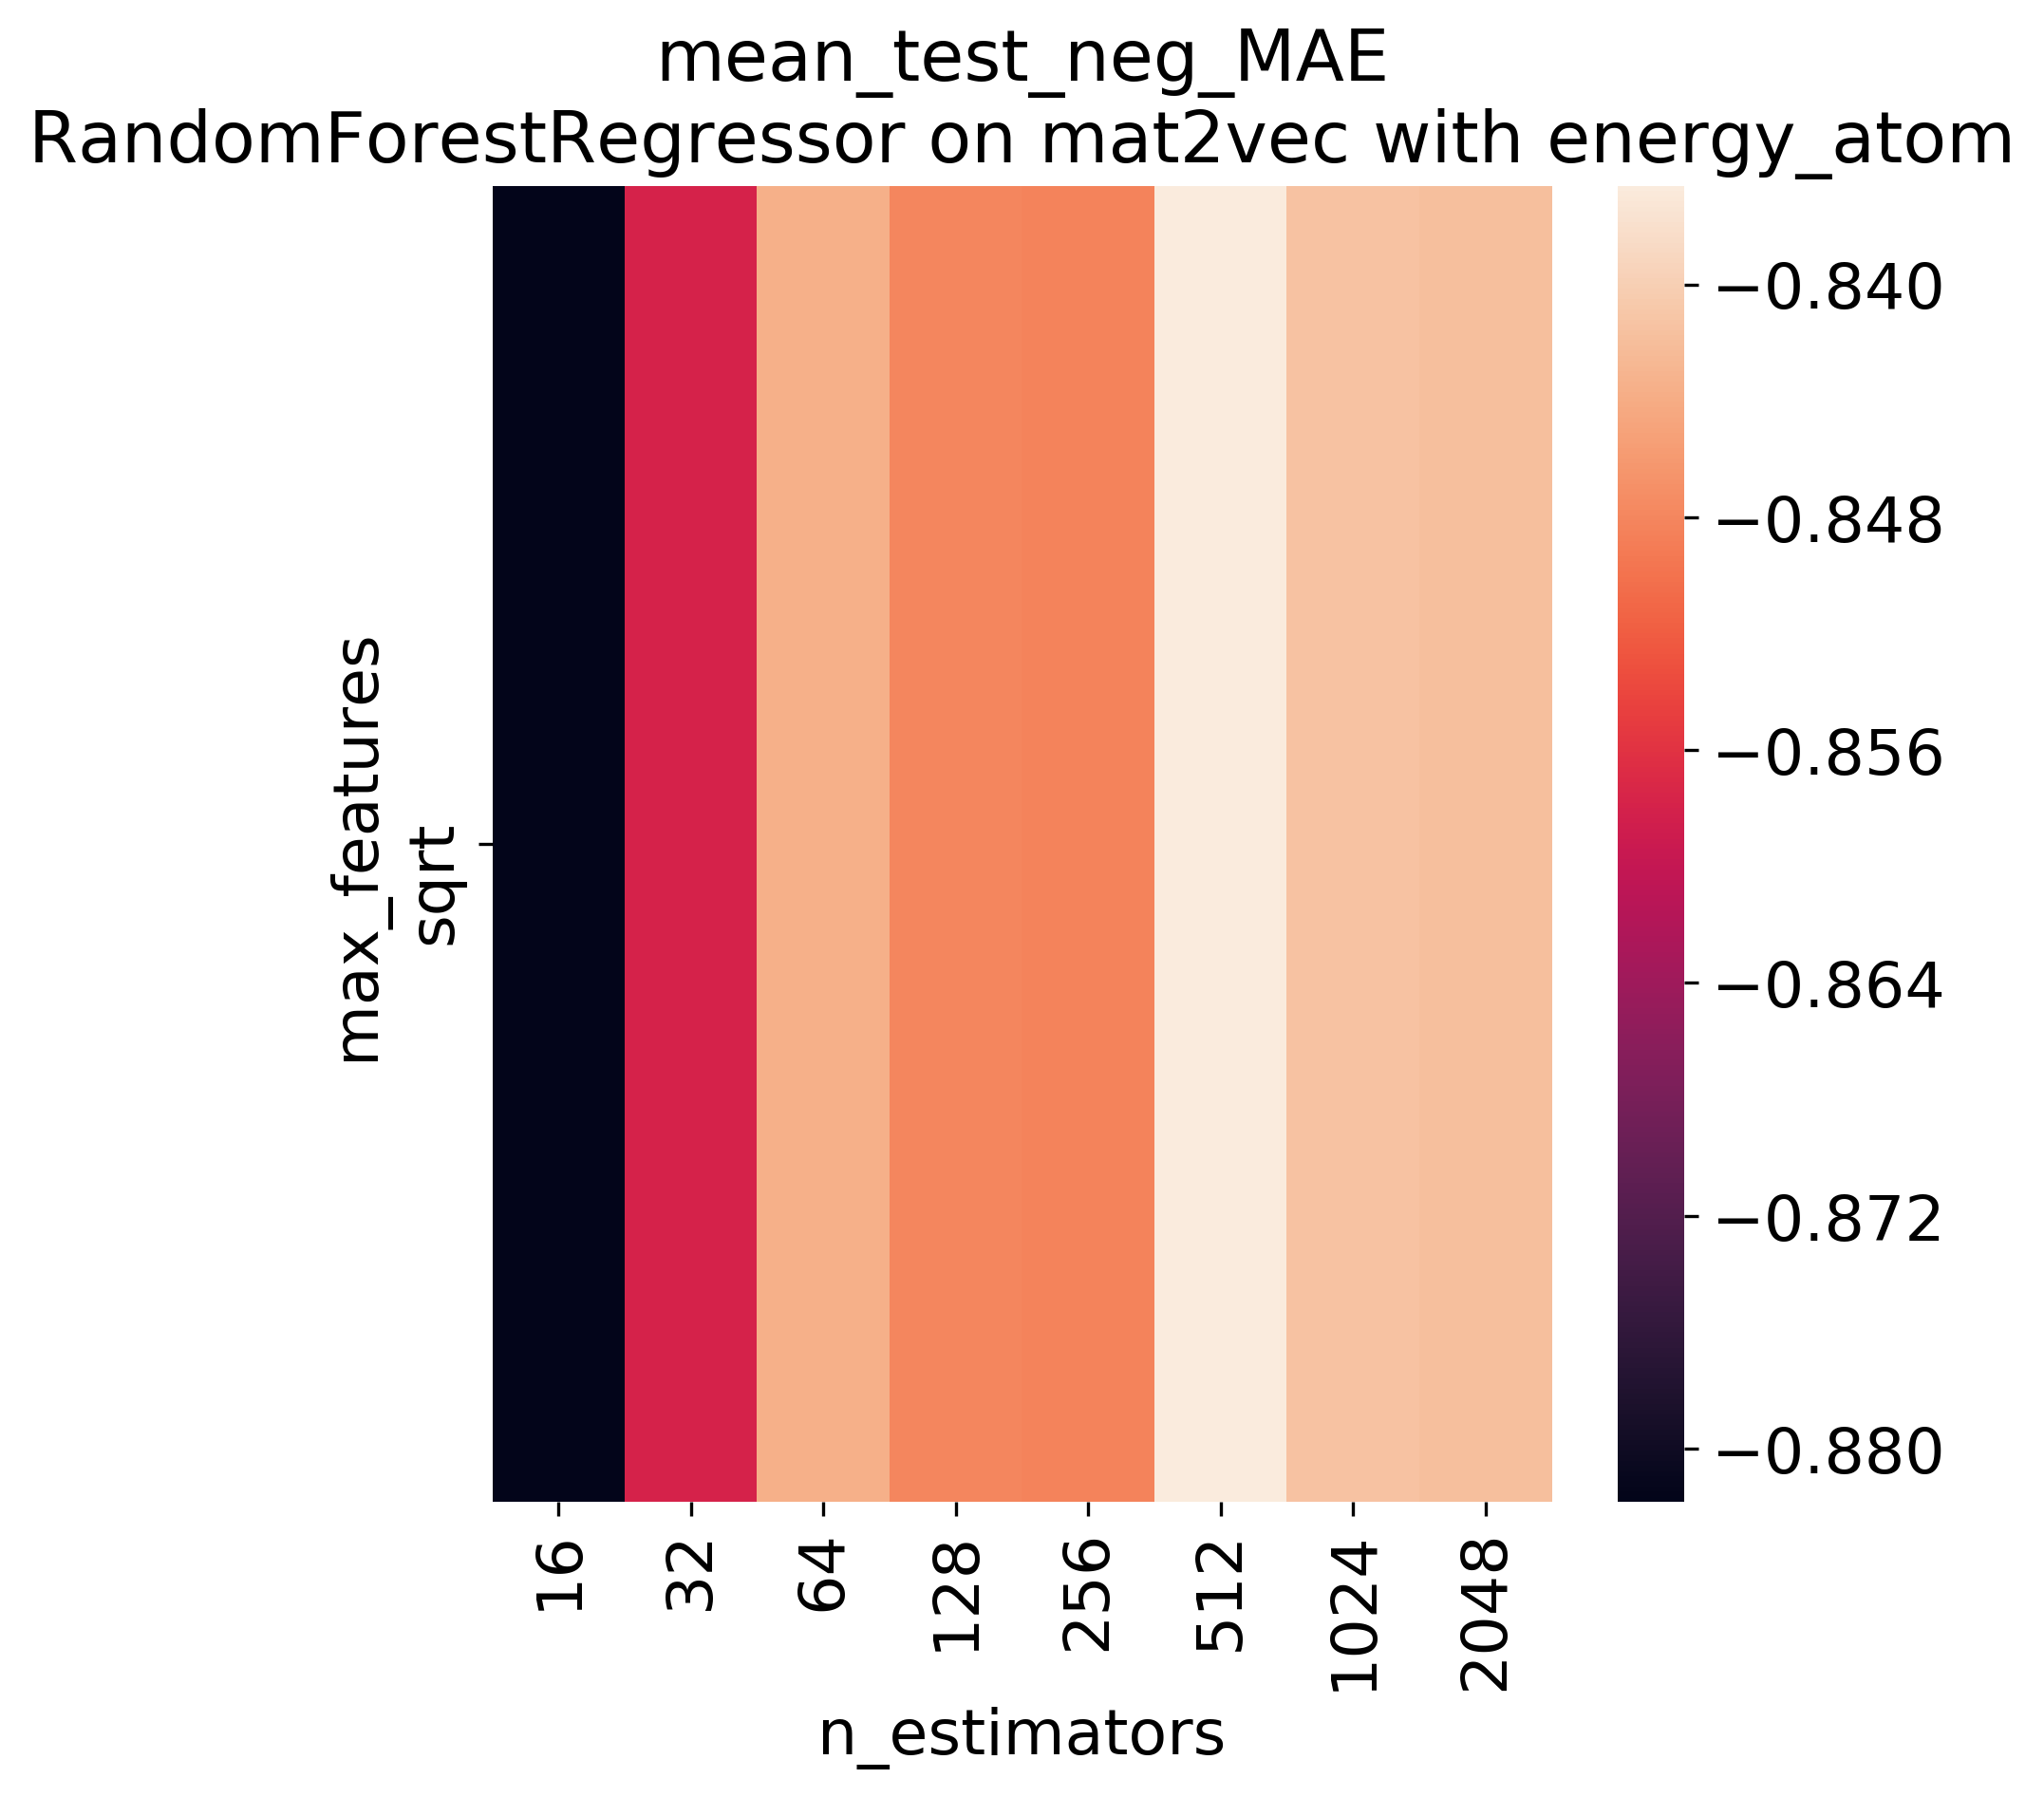 mean_test_neg_MAE
RandomForestRegressor on mat2vec with energy_atom
max_features
sqrt
−0.840
−0.848
−0.856
−0.864
−0.872
−0.880
16
32
64
128
256
512
1024
2048
n_estimators